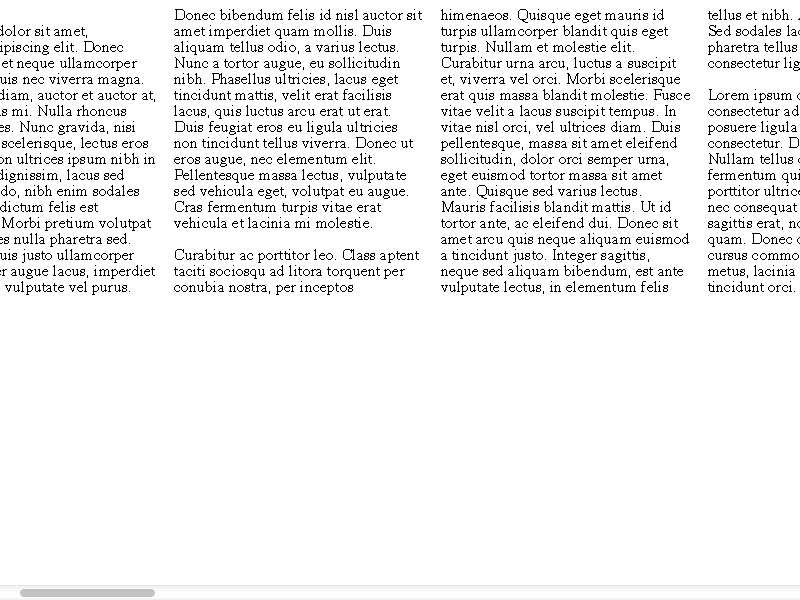 dolor sit amet,
ipiscing elit. Donec
et neque ullamcorper
uis nec viverra magna.
diam, auctor et auctor at,
s mi. Nulla rhoncus
es. Nunc gravida, nisi
scelerisque, lectus eros
on ultrices ipsum nibh in
dignissim, lacus sed
do, nibh enim sodales
dictum felis est
Morbi pretium volutpat
es nulla pharetra sed.
uis justo ullamcorper
er augue lacus, imperdiet
vulputate vel purus.
Donec bibendum felis id nisl auctor sit
amet imperdiet quam mollis. Duis
aliquam tellus odio, a varius lectus.
Nunc a tortor augue, eu sollicitudin
nibh. Phasellus ultricies, lacus eget
tincidunt mattis, velit erat facilisis
lacus, quis luctus arcu erat ut erat.
Duis feugiat eros eu ligula ultricies
non tincidunt tellus viverra. Donec ut
eros augue, nec elementum elit.
Pellentesque massa lectus, vulputate
sed vehicula eget, volutpat eu augue.
Cras fermentum turpis vitae erat
vehicula et lacinia mi molestie.
Curabitur ac porttitor leo. Class aptent
taciti sociosqu ad litora torquent per
conubia nostra, per inceptos
himenaeos. Quisque eget mauris id
turpis ullamcorper blandit quis eget
turpis. Nullam et molestie elit.
Curabitur urna arcu, luctus a suscipit
et, viverra vel orci. Morbi scelerisque
erat quis massa blandit molestie. Fusce
vitae velit a lacus suscipit tempus. In
vitae nisl orci, vel ultrices diam. Duis
pellentesque, massa sit amet eleifend
sollicitudin, dolor orci semper urna,
eget euismod tortor massa sit amet
ante. Quisque sed varius lectus.
Mauris facilisis blandit mattis. Ut id
tortor ante, ac eleifend dui. Donec sit
amet arcu quis neque aliquam euismod
a tincidunt justo. Integer sagittis,
neque sed aliquam bibendum, est ante
vulputate lectus, in elementum felis
tellus et nibh.
Sed sodales la
pharetra tellus
consectetur lig
Lorem ipsum
consectetur ad
posuere ligula
consectetur. D
Nullam tellus
fermentum qui
porttitor ultric
nec consequat
sagittis erat, n
quam. Donec
cursus commo
metus, lacinia
tincidunt orci.